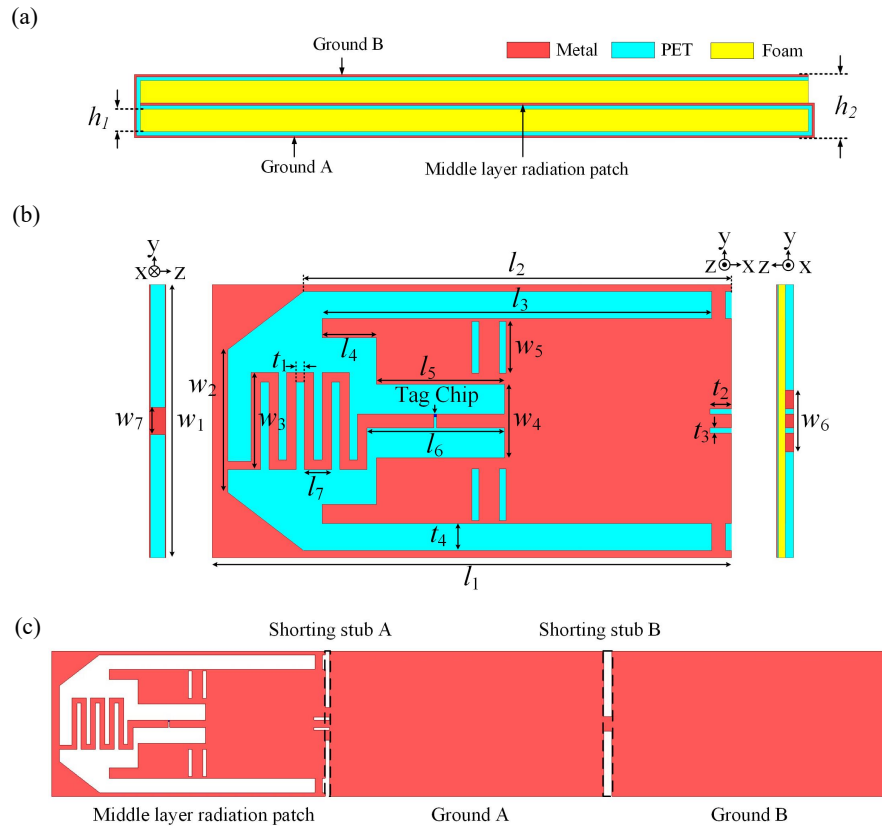 (a)
Ground B
Metal
PET
Foam
h1
h2
Ground A
Middle layer radiation patch
(b)
y
x z
y
z x
y
z x
l2
l3
l4
w5
t1
l5
w2
Tag Chip
w3
w4
t2
w7
w1
l6
t3
w6
l7
t4
l1
(c)
Shorting stub A
Shorting stub B
Middle layer radiation patch
Ground A
Ground B